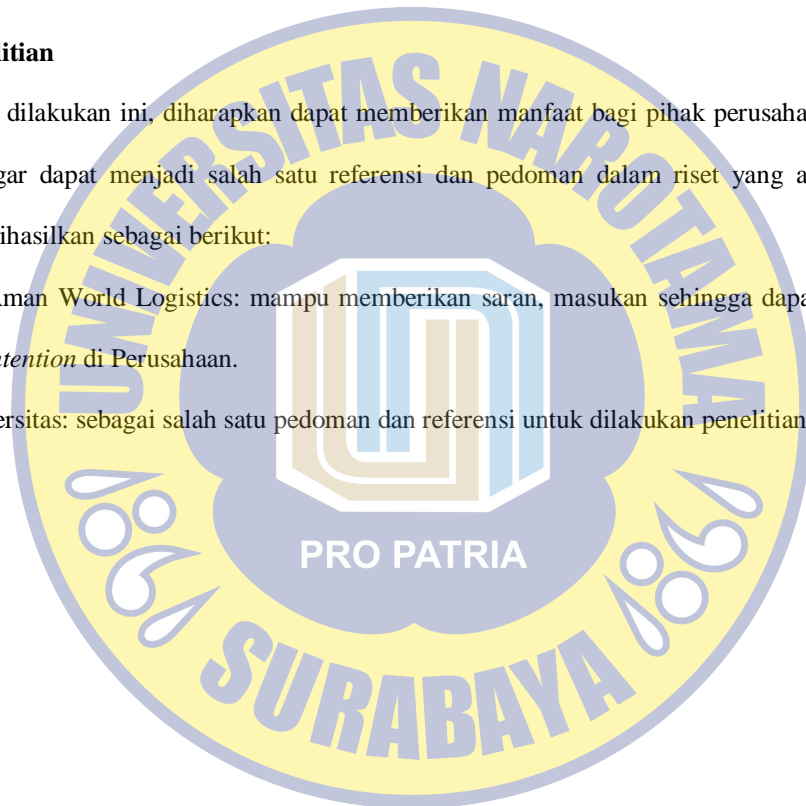 litian
dilakukan ini, diharapkan dapat memberikan manfaat bagi pihak perusaha
gar dapat menjadi salah satu referensi dan pedoman dalam riset yang a
ihasilkan sebagai berikut:
Aman World Logistics: mampu memberikan saran, masukan sehingga dapa
ntention di Perusahaan.
ersitas: sebagai salah satu pedoman dan referensi untuk dilakukan penelitian
UNIVERSITAS NAROTAMA
PRO PATRIA
SURABAYA